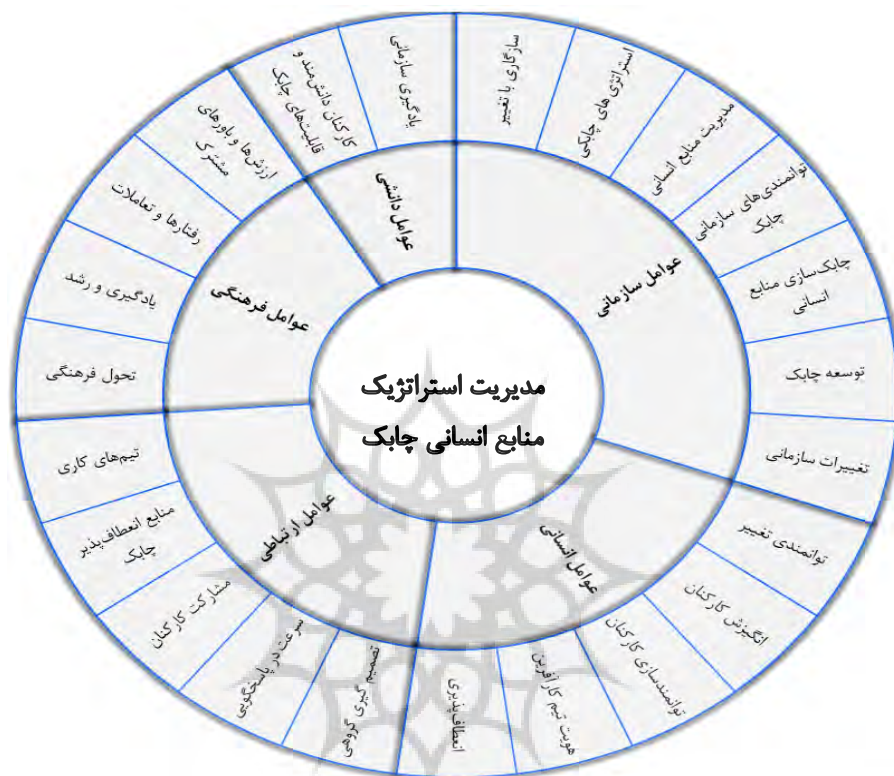 مدیریت استراتژیک
منابع انسانی چابک
عوامل سازمانی
سازگاری با تغییر
استراتژی‌های چابکی
مدیریت منابع انسانی
توانمندی‌های سازمانی
چابک
چابک‌سازی منابع
انسانی
توسعه چابک
تغییرات سازمانی
عوامل انسانی
توانمندی تغییر
انگیزش کارکنان
توانمندسازی کارکنان
هویت تیم کارآفرین
انعطاف‌پذیری
عوامل ارتباطی
تصمیم گیری گروهی
سرعت در پاسخگویی
مشارکت کارکنان
منابع انعطاف‌پذیر
چابک
تیم‌های کاری
عوامل فرهنگی
تحول فرهنگی
یادگیری و رشد
رفتارها و تعاملات
ارزش‌ها و باورهای
مشترک
عوامل دانشی
کارکنان دانش‌مند و
قابلیت‌های چابک
یادگیری سازمانی